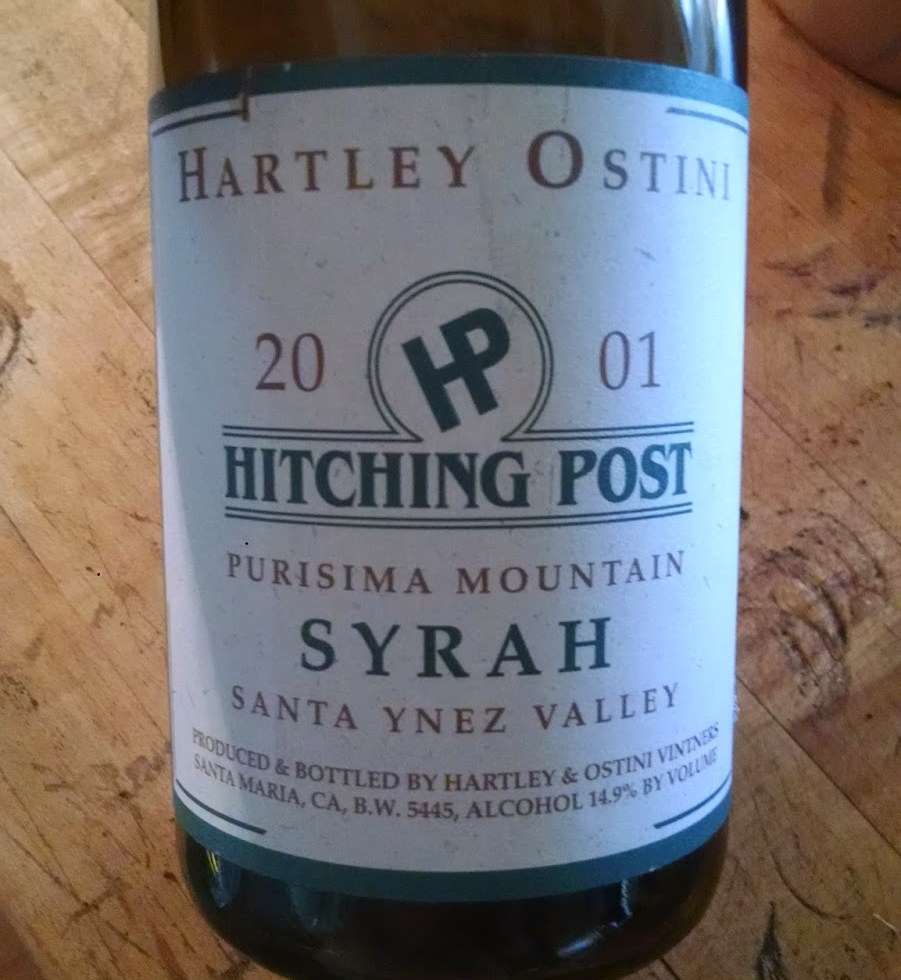 HARTLEY OSTINI
20 HP 01
HITCHING POST
PURISIMA MOUNTAIN
SYRAH
SANTA YNEZ VALLEY
PRODUCED & BOTTLED BY HARTLEY & OSTINI VINTNERS
SANTA MARIA, CA, B.W. 5445, ALCOHOL 14.9% BY VOLUME